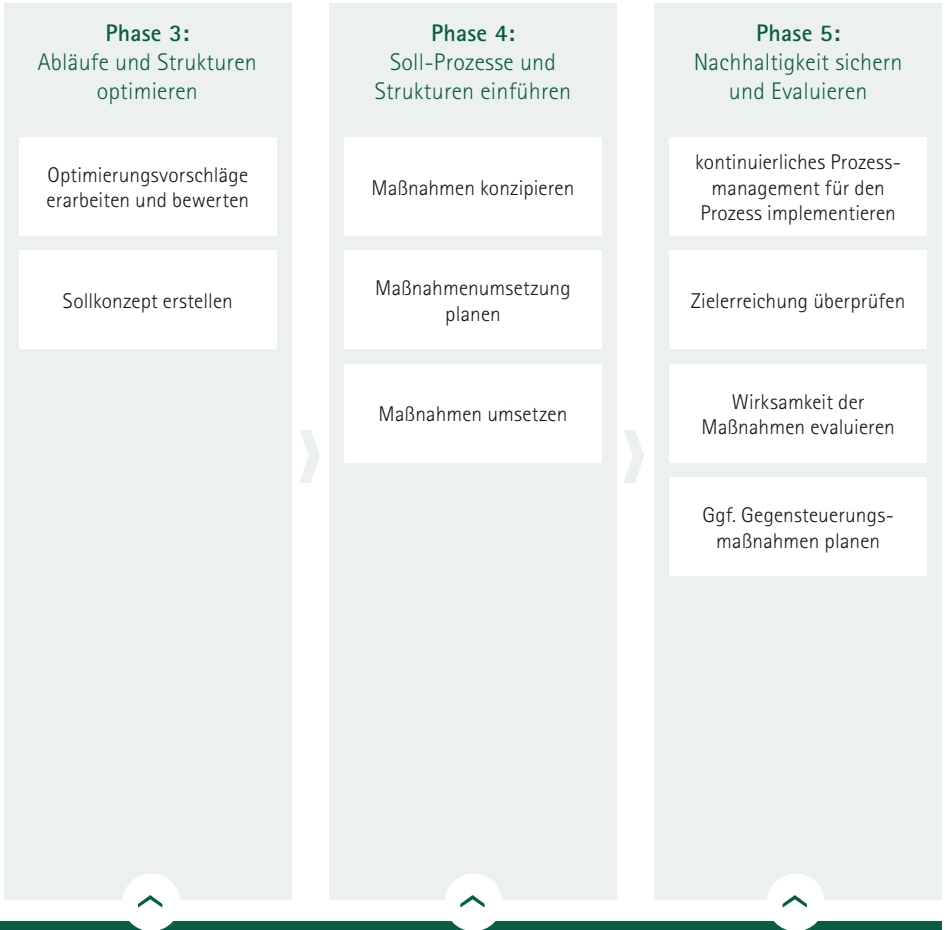 Phase 3:
Abläufe und Strukturen
optimieren
Optimierungsvorschläge
erarbeiten und bewerten
Sollkonzept erstellen
Phase 4:
Soll-Prozesse und
Strukturen einführen
Maßnahmen konzipieren
Maßnahmenumsetzung
planen
Maßnahmen umsetzen
Phase 5:
Nachhaltigkeit sichern
und Evaluieren
kontinuierliches Prozess-
management für den
Prozess implementieren
Zielerreichung überprüfen
Wirksamkeit der
Maßnahmen evaluieren
Ggf. Gegensteuerungs-
maßnahmen planen